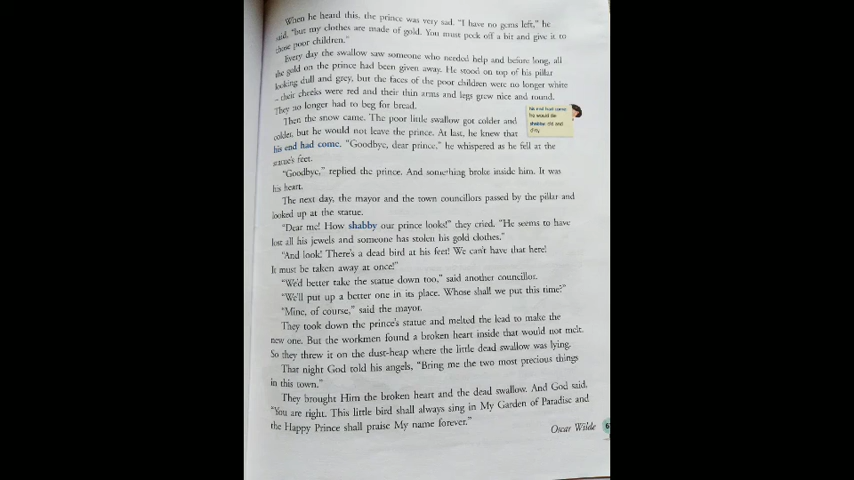 When he heard this, the prince was very sad. "I have no gems left," he
said, "but my clothes are made of gold. You must peck off a bit and give it to
those poor children."
Every day the swallow saw someone who needed help and before long, all
the gold on the prince had been given away. He stood on top of his pillar
looking dull and grey, but the faces of the poor children were no longer white
– their cheeks were red and their thin arms and legs grew nice and round.
They no longer had to beg for bread.
Then the snow came. The poor little swallow got colder and
colder, but he would not leave the prince. At last, he knew that
his end had come. "Goodbye, dear prince," he whispered as he fell at the
statue's feet.
his end had come
he would die
shabby old and
"Goodbye," replied the prince. And something broke inside him. It was
his heart.
The next day, the mayor and the town councillors passed by the pillar and
looked up at the statue.
"Dear me! How shabby our prince looks!" they cried. "He seems to have
lost all his jewels and someone has stolen his gold clothes."
"And look! There's a dead bird at his feet! We can't have that here!
It must be taken away at once!"
"We'd better take the statue down too," said another councillor.
"We'll put up a better one in its place. Whose shall we put this time?"
"Mine, of course," said the mayor.
They took down the prince's statue and melted the lead to make the
new one. But the workmen found a broken heart inside that would not melt.
So they threw it on the dust-heap where the little dead swallow was lying.
That night God told his angels, "Bring me the two most precious things
in this town."
They brought Him the broken heart and the dead swallow. And God said,
"You are right. This little bird shall always sing in My Garden of Paradise and
the Happy Prince shall praise My name forever."
Oscar Wilde